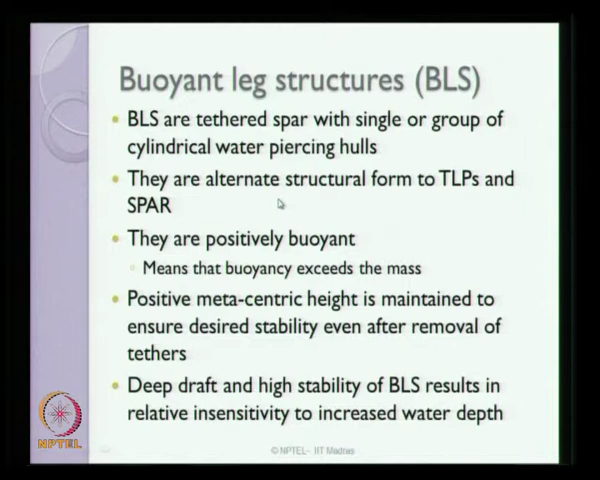 Buoyant leg structures (BLS)
BLS are tethered spar with single or group of
cylindrical water piercing hulls
They are alternate structural form to TLPs and
SPAR
They are positively buoyant
Means that buoyancy exceeds the mass
Positive meta-centric height is maintained to
ensure desired stability even after removal of
tethers
Deep draft and high stability of BLS results in
relative insensitivity to increased water depth
NPTEL
© NPTEL- IIT Madras